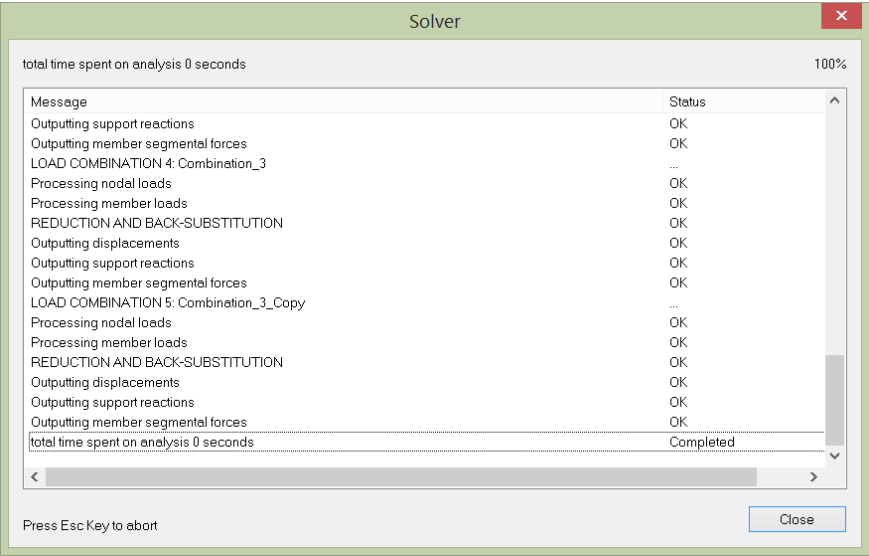 Solver
total time spent on analysis 0 seconds 100%
Message Status
Outputting support reactions OK
Outputting member segmental forces OK
LOAD COMBINATION 4: Combination_3 ...
Processing nodal loads OK
Processing member loads OK
REDUCTION AND BACK-SUBSTITUTION OK
Outputting displacements OK
Outputting support reactions OK
Outputting member segmental forces OK
LOAD COMBINATION 5: Combination_3_Copy ...
Processing nodal loads OK
Processing member loads OK
REDUCTION AND BACK-SUBSTITUTION OK
Outputting displacements OK
Outputting support reactions OK
Outputting member segmental forces OK
total time spent on analysis 0 seconds Completed
Press Esc Key to abort Close